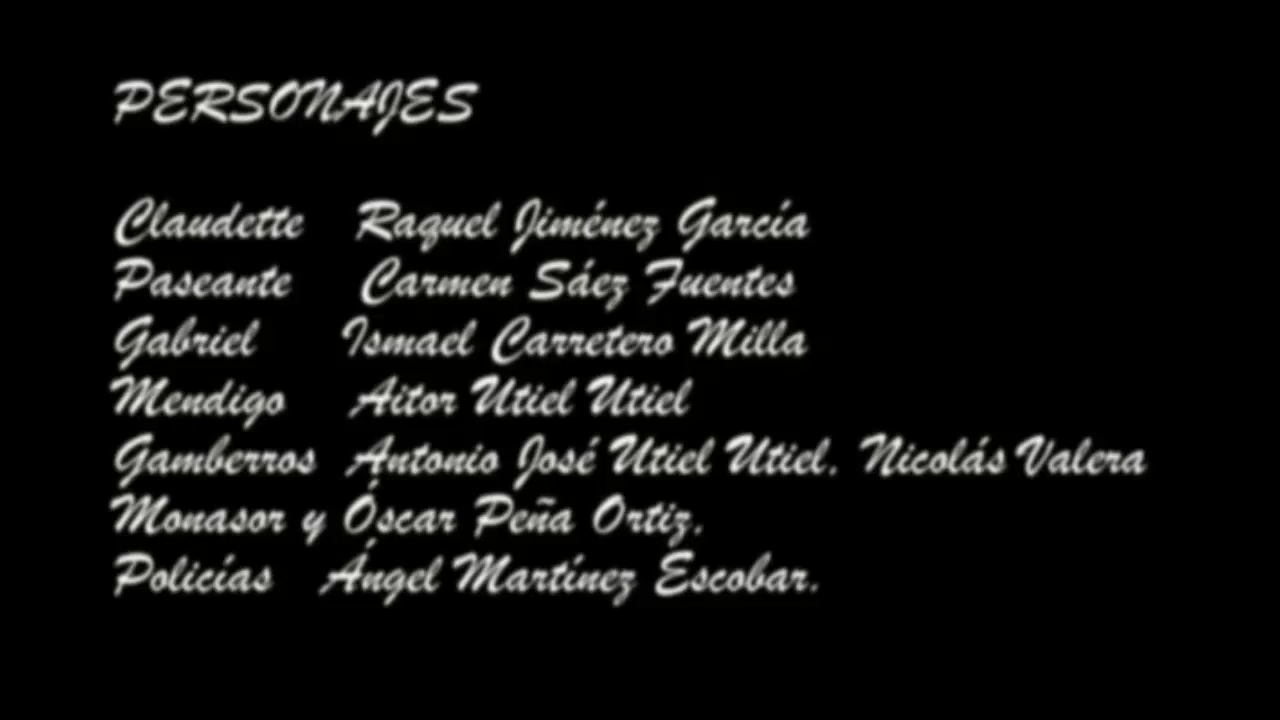 PERSONAJES
Claudette Raquel Jiménez García
Paseante Carmen Sáez Fuentes
Gabriel Ismael Carretero Milla
Mendigo Aitor Utiel Utiel
Gamberros Antonio José Utiel Utiel, Nicolás Valera
Monasor y Óscar Peña Ortiz.
Policías Ángel Martínez Escobar.